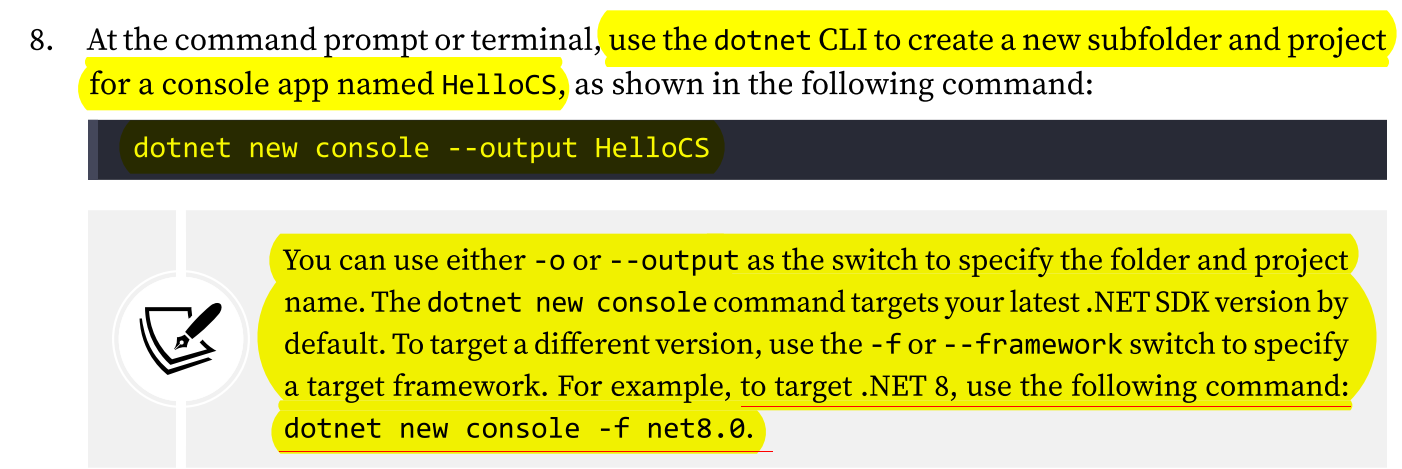 8. At the command prompt or terminal, use the dotnet CLI to create a new subfolder and project
for a console app named HelloCS, as shown in the following command:
dotnet new console --output HelloCS
You can use either -o or --output as the switch to specify the folder and project
name. The dotnet new console command targets your latest .NET SDK version by
default. To target a different version, use the -f or --framework switch to specify
a target framework. For example, to target .NET 8, use the following command:
dotnet new console -f net8.0.